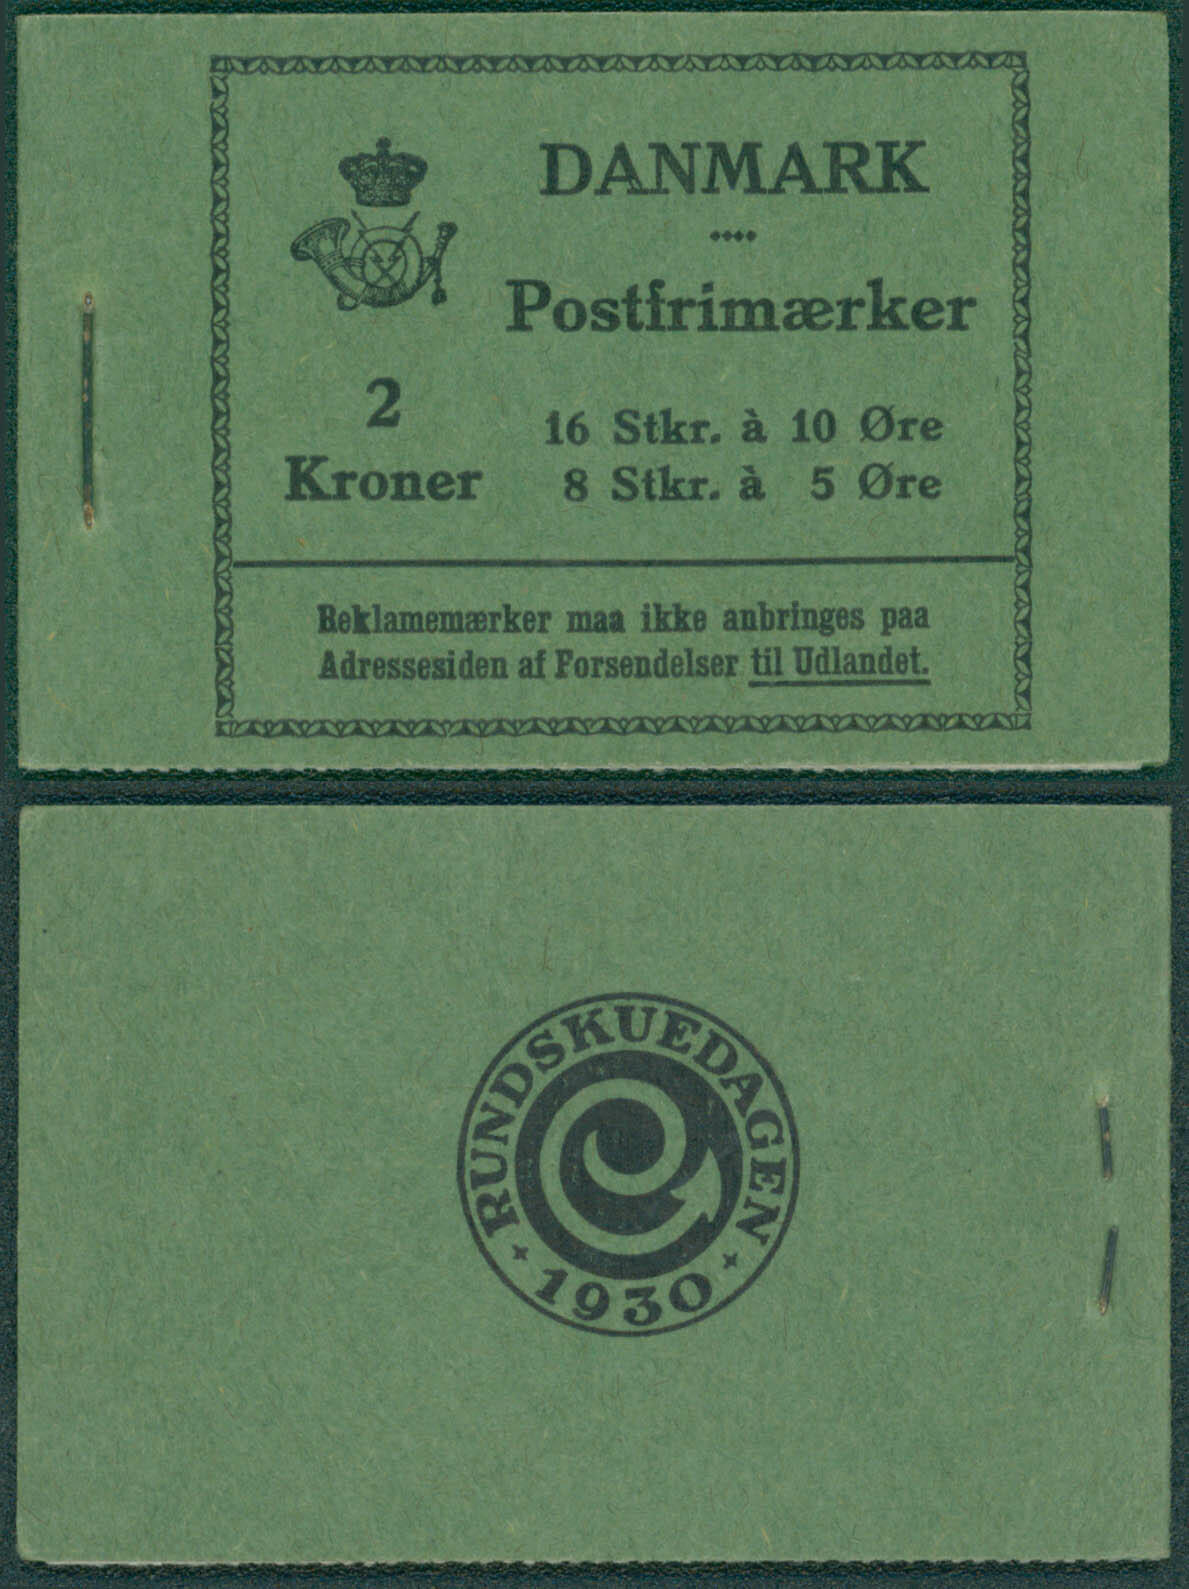 DANMARK
Postfrimærker
2
Kroner
16 Stkr. à 10 Øre
8 Stkr. à 5 Øre
Reklamemærker maa ikke anbringes paa
Adressesiden af Forsendelser til Udlandet.
RUNDSKUEDAGEN
1930